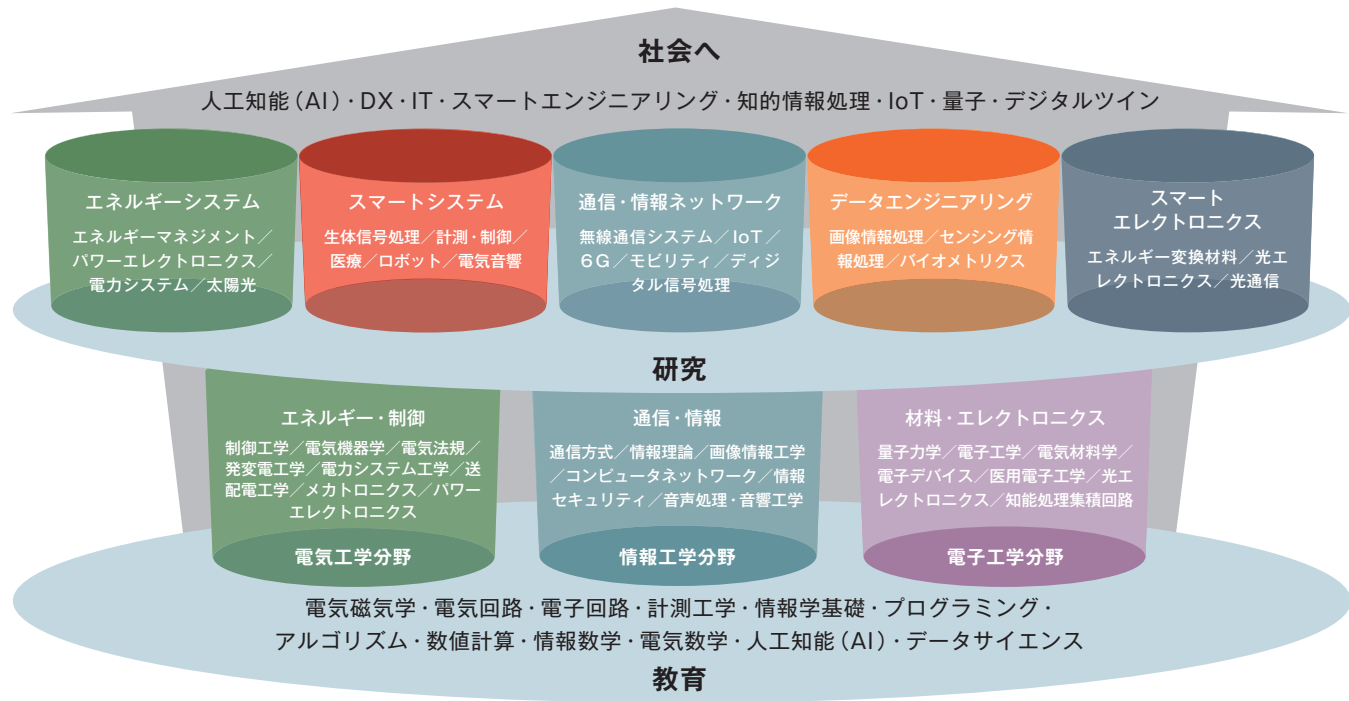 社会へ
人工知能(AI)・DX・IT・スマートエンジニアリング・知的情報処理・IoT・量子・デジタルツイン
エネルギーシステム
エネルギーマネジメント／
パワーエレクトロニクス／
電力システム／太陽光
スマートシステム
生体信号処理／計測・制御／
医療／ロボット／電気音響
通信・情報ネットワーク
無線通信システム／IoT／
6G／モビリティ／ディジ
タル信号処理
データエンジニアリング
画像情報処理／センシング情
報処理／バイオメトリクス
スマート
エレクトロニクス
エネルギー変換材料／光エ
レクトロニクス／光通信
研究
エネルギー・制御
制御工学／電気機器学／電気法規／
発変電工学／電力システム工学／送
配電工学／メカトロニクス／パワー
エレクトロニクス
電気工学分野
通信・情報
通信方式／情報理論／画像情報工学
／コンピュータネットワーク／情報
セキュリティ／音声処理・音響工学
情報工学分野
材料・エレクトロニクス
量子力学／電子工学／電気材料学／
電子デバイス／医用電子工学／光エ
レクトロニクス／知能処理集積回路
電子工学分野
電気磁気学・電気回路・電子回路・計測工学・情報学基礎・プログラミング・
アルゴリズム・数値計算・情報数学・電気数学・人工知能(AI)・データサイエンス
教育